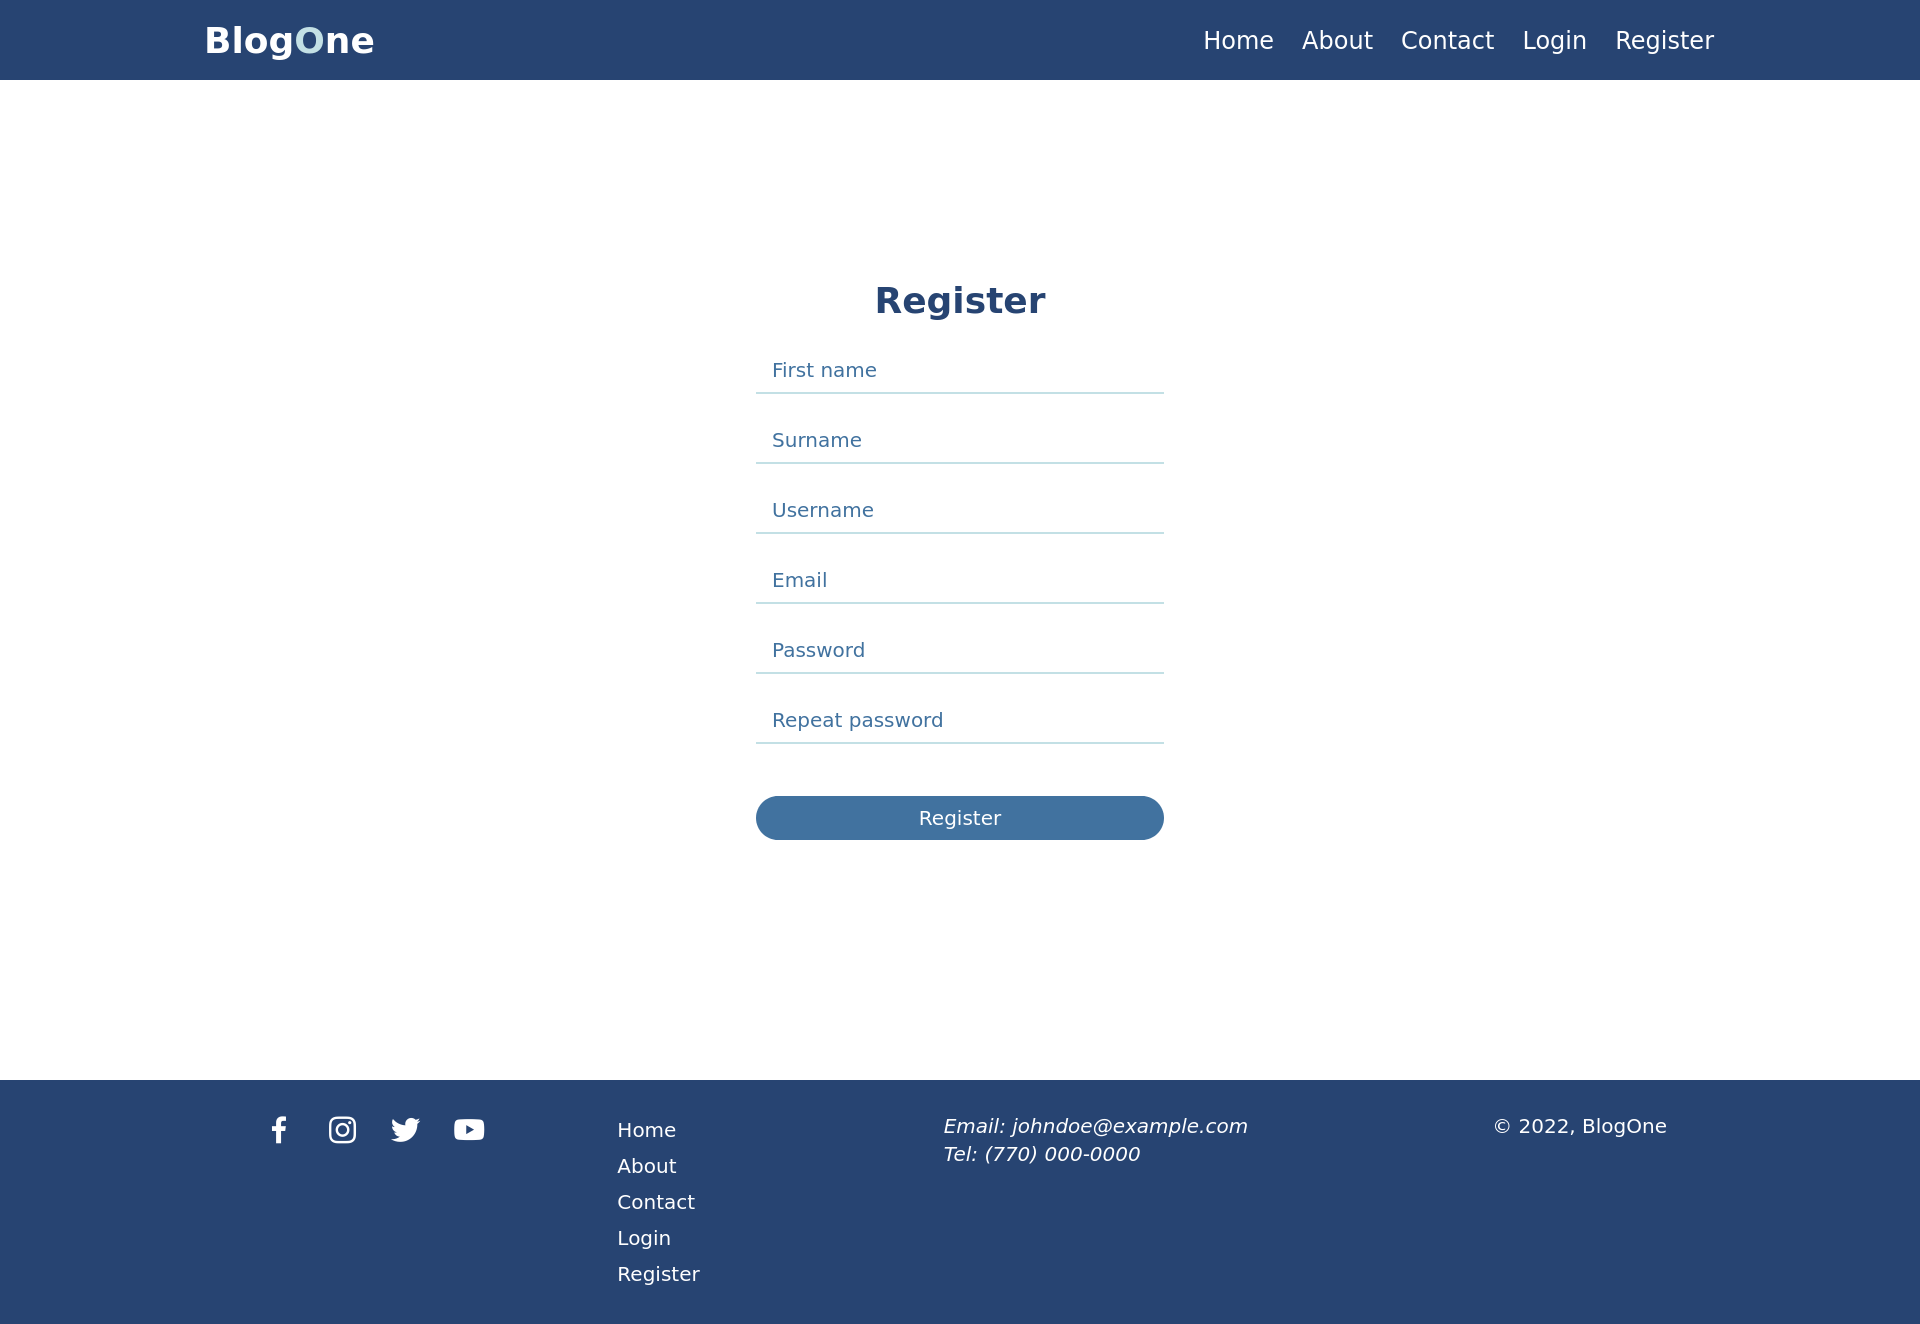 BlogOne
Home About Contact Login Register
Register
First name
Surname
Username
Email
Password
Repeat password
Register
Home
About
Contact
Login
Register
Email: johndoe@example.com
Tel: (770) 000-0000
© 2022, BlogOne